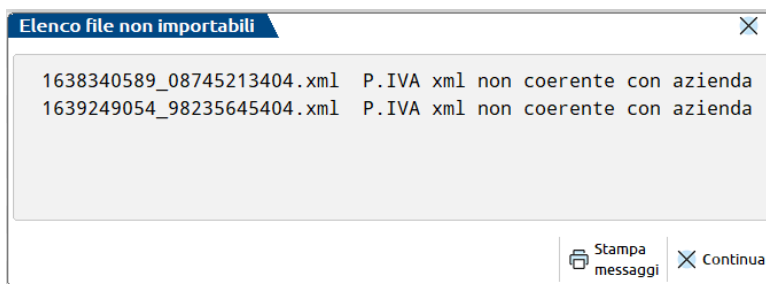 Elenco file non importabili
1638340589_08745213404.xml P.IVA xml non coerente con azienda
1639249054_98235645404.xml P.IVA xml non coerente con azienda
Stampa
messaggi
Continua